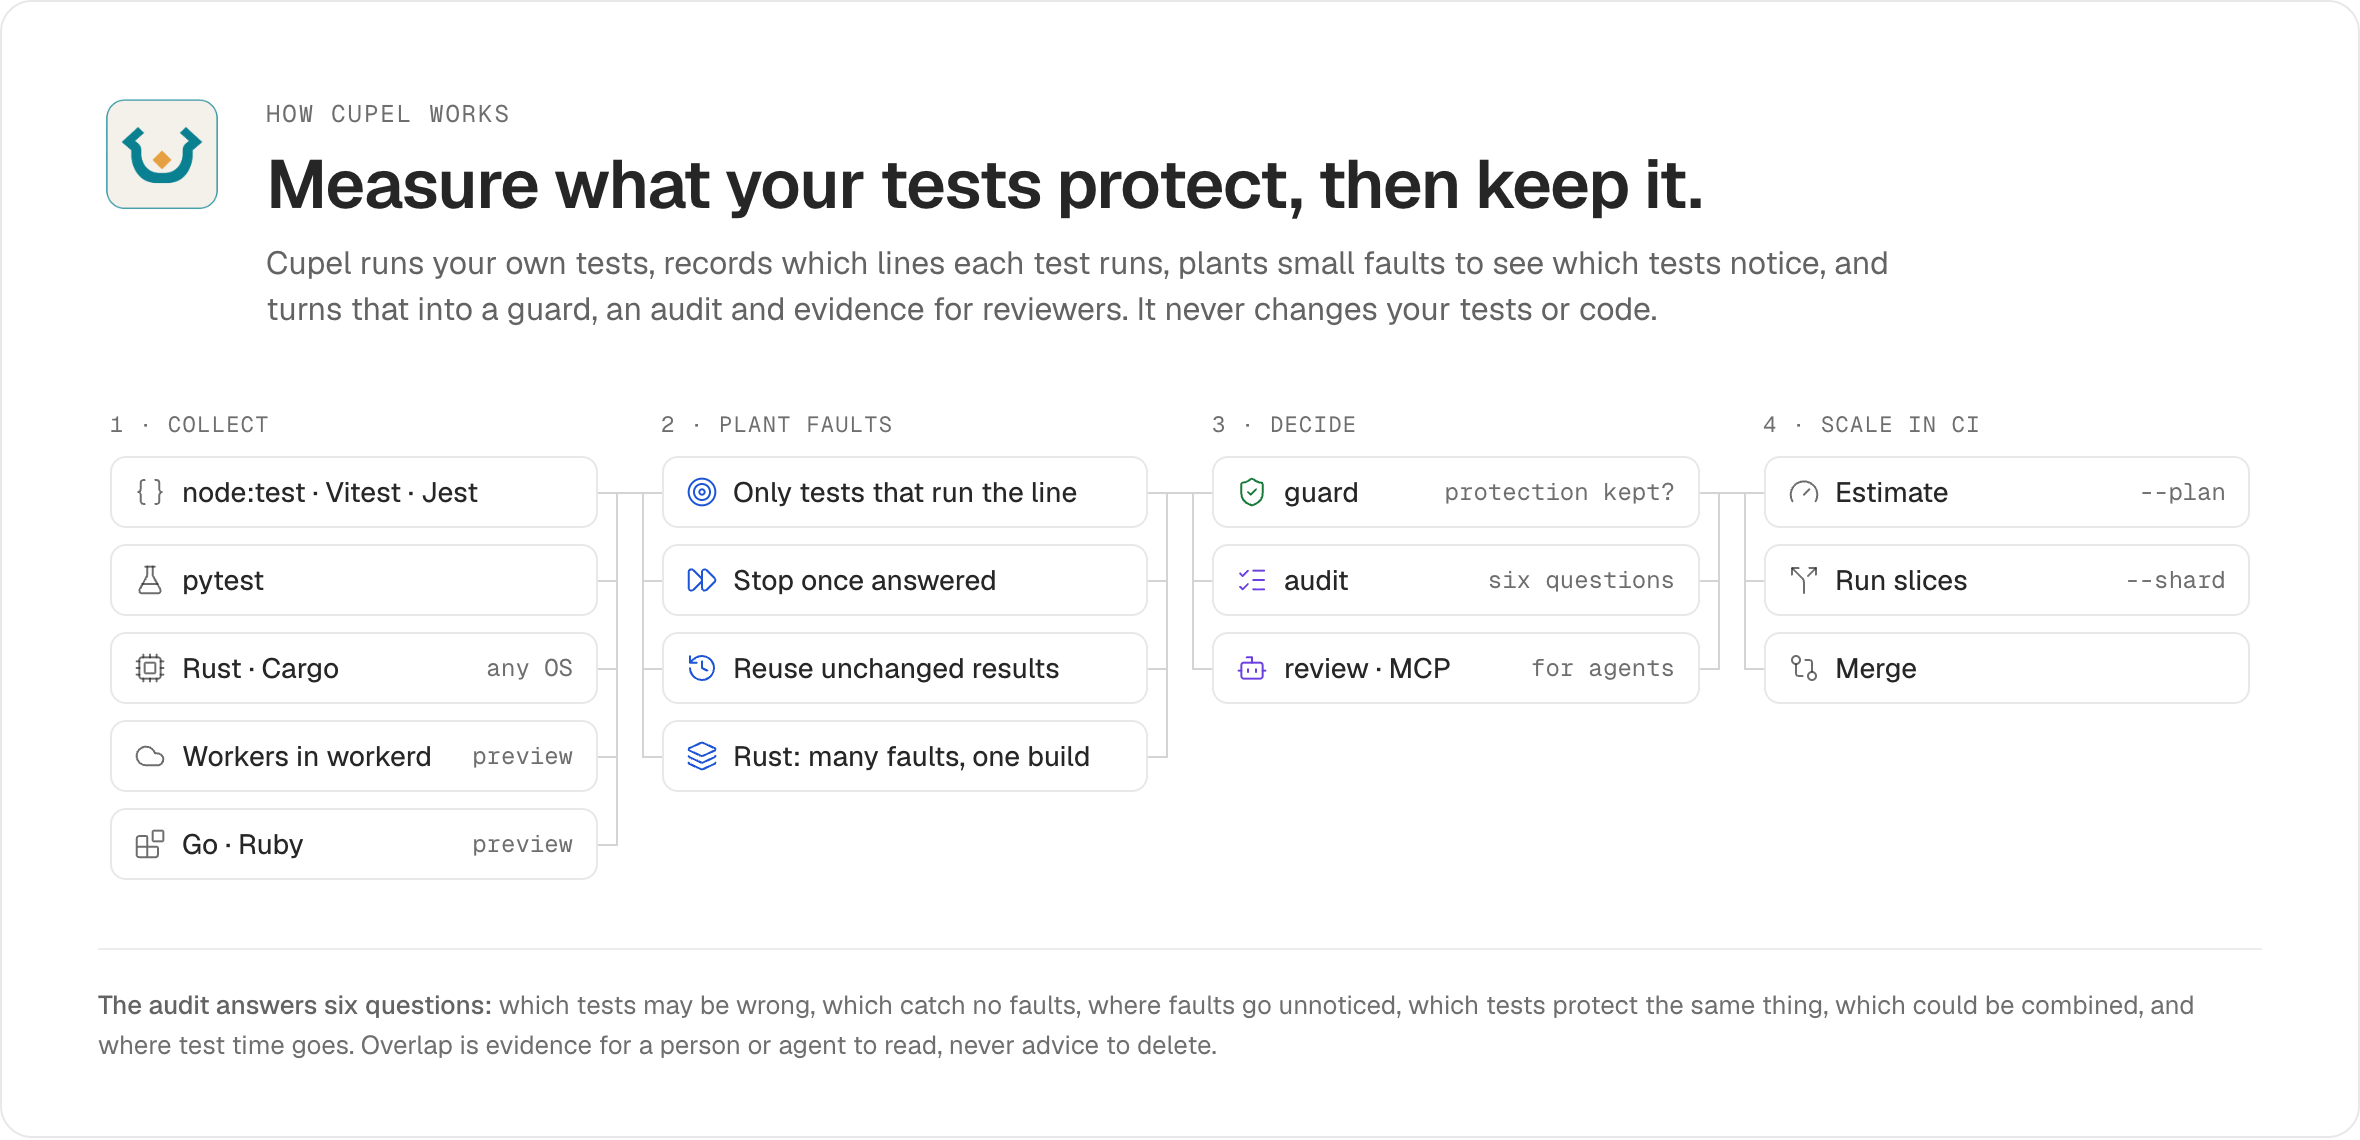 HOW CUPEL WORKS
Measure what your tests protect, then keep it.
Cupel runs your own tests, records which lines each test runs, plants small faults to see which tests notice, and
turns that into a guard, an audit and evidence for reviewers. It never changes your tests or code.
1 · COLLECT
node:test · Vitest · Jest
pytest
Rust · Cargo any OS
Workers in workerd preview
Go · Ruby preview
2 · PLANT FAULTS
Only tests that run the line
Stop once answered
Reuse unchanged results
Rust: many faults, one build
3 · DECIDE
guard protection kept?
audit six questions
review · MCP for agents
4 · SCALE IN CI
Estimate --plan
Run slices --shard
Merge
The audit answers six questions: which tests may be wrong, which catch no faults, where faults go unnoticed, which tests protect the same thing, which could be combined, and
where test time goes. Overlap is evidence for a person or agent to read, never advice to delete.